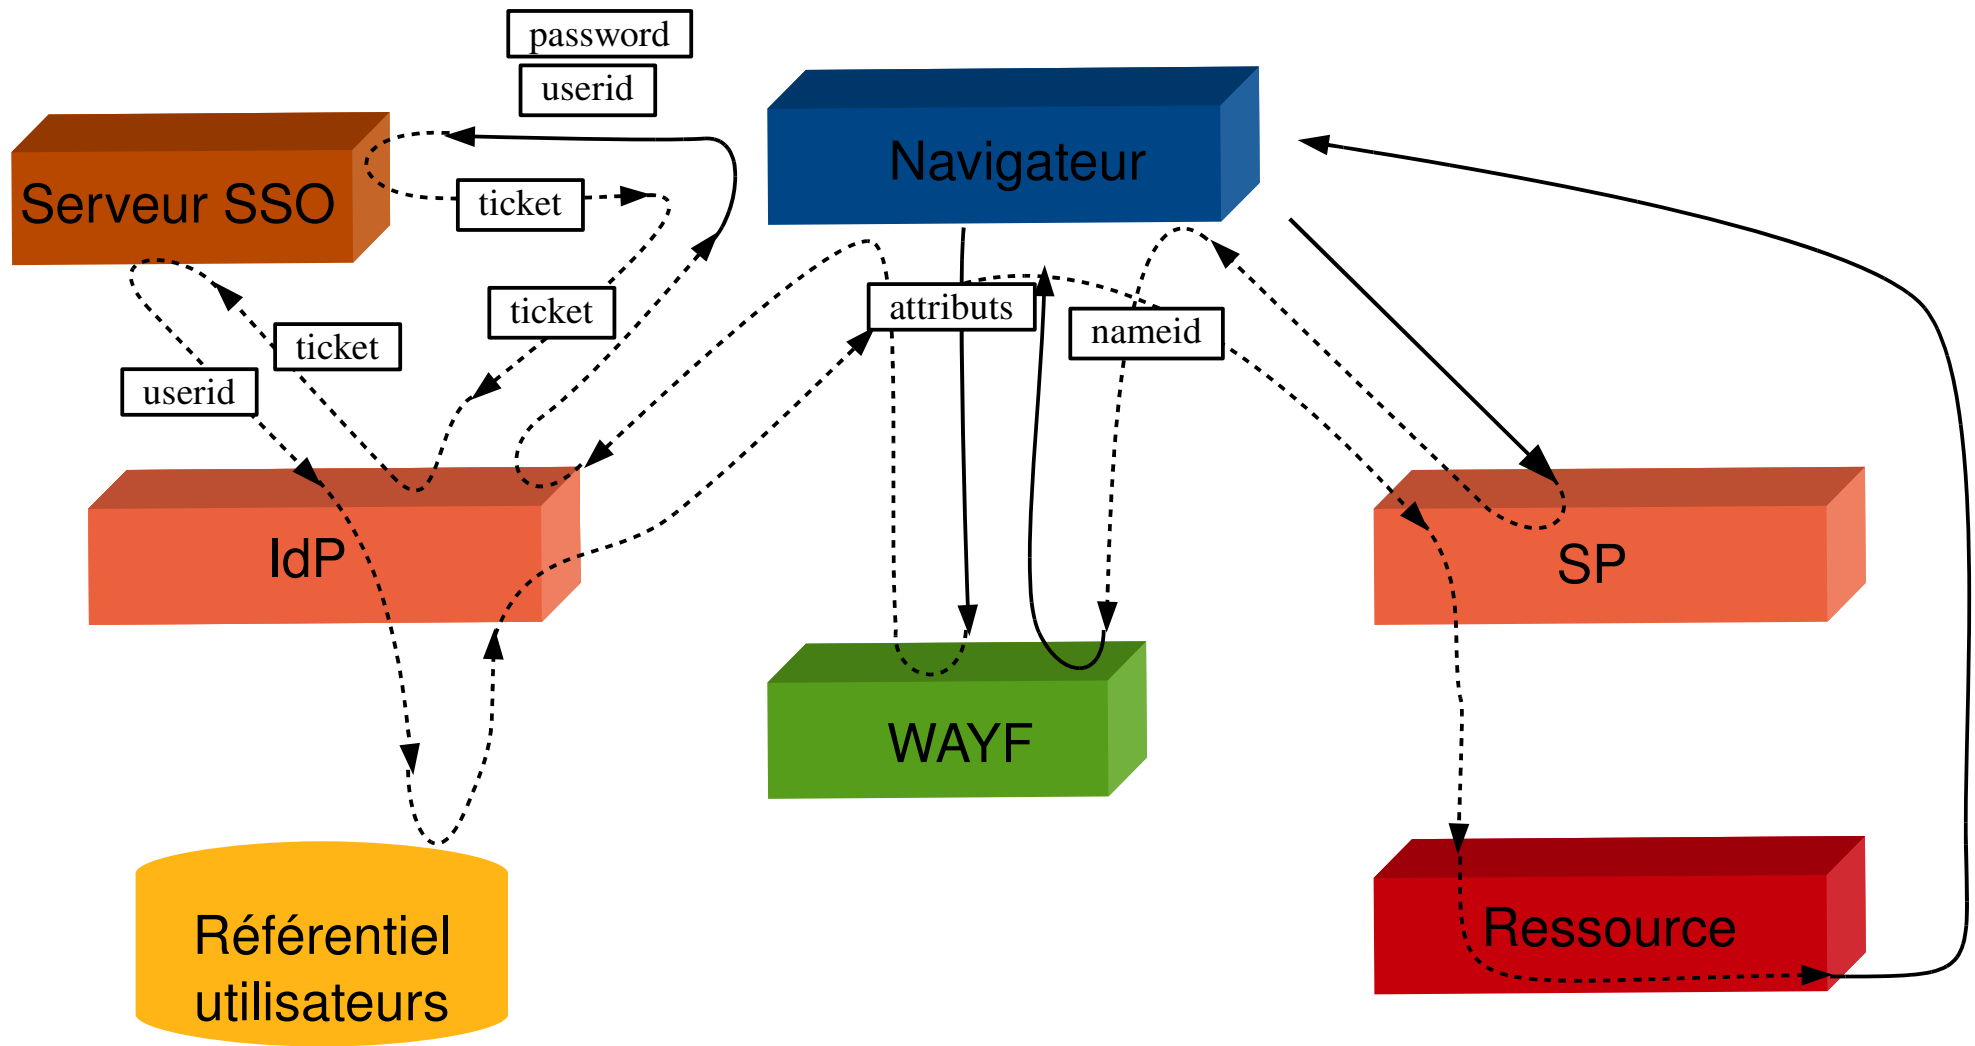 password
userid
Navigateur
Serveur SSO
ticket
ticket
attributs
nameid
ticket
userid
IdP
SP
WAYF
Référentiel
utilisateurs
Ressource